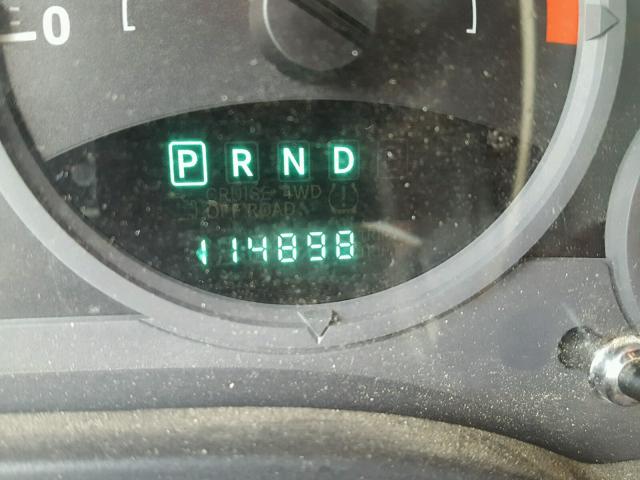 0
P R N D
CRUISE 4WD
OFF ROAD
114898